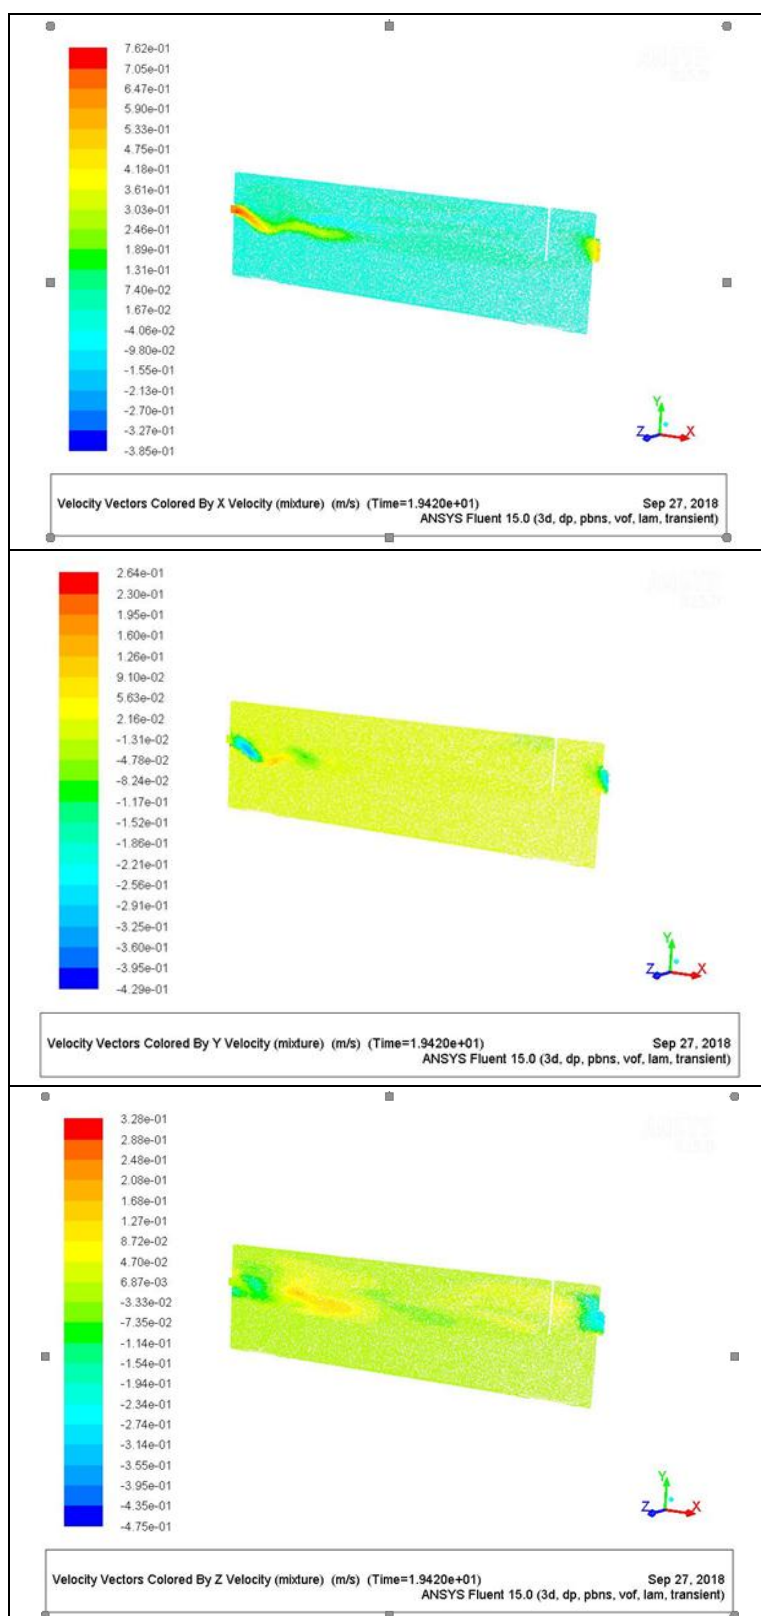 7.62e-01
7.05e-01
6.47e-01
5.90e-01
5.33e-01
4.75e-01
4.18e-01
3.61e-01
3.03e-01
2.46e-01
1.89e-01
1.31e-01
7.40e-02
1.67e-02
-4.06e-02
-9.80e-02
-1.55e-01
-2.13e-01
-2.70e-01
-3.27e-01
-3.85e-01
Y
Z X
Velocity Vectors Colored By X Velocity (mixture) (m/s) (Time=1.9420e+01) Sep 27, 2018
ANSYS Fluent 15.0 (3d, dp, pbns, vof, lam, transient)
2.64e-01
2.30e-01
1.95e-01
1.60e-01
1.26e-01
9.10e-02
5.63e-02
2.16e-02
-1.31e-02
-4.78e-02
-8.24e-02
-1.17e-01
-1.52e-01
-1.86e-01
-2.21e-01
-2.56e-01
-2.91e-01
-3.25e-01
-3.60e-01
-3.95e-01
-4.29e-01
Y
Z X
Velocity Vectors Colored By Y Velocity (mixture) (m/s) (Time=1.9420e+01) Sep 27, 2018
ANSYS Fluent 15.0 (3d, dp, pbns, vof, lam, transient)
3.28e-01
2.88e-01
2.48e-01
2.08e-01
1.68e-01
1.27e-01
8.72e-02
4.70e-02
6.87e-03
-3.33e-02
-7.35e-02
-1.14e-01
-1.54e-01
-1.94e-01
-2.34e-01
-2.74e-01
-3.14e-01
-3.55e-01
-3.95e-01
-4.35e-01
-4.75e-01
Y
Z X
Velocity Vectors Colored By Z Velocity (mixture) (m/s) (Time=1.9420e+01) Sep 27, 2018
ANSYS Fluent 15.0 (3d, dp, pbns, vof, lam, transient)